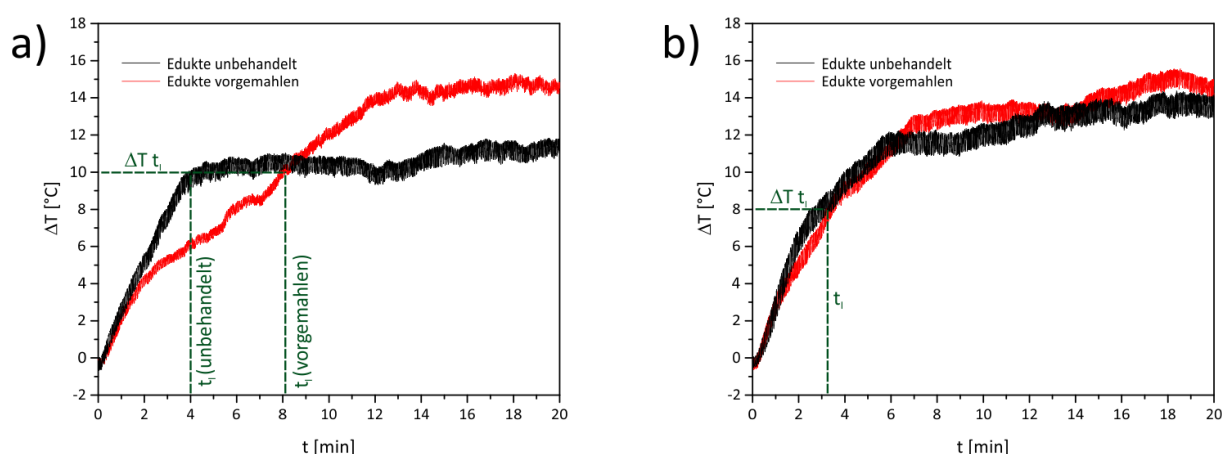 a)
18
16
14
12
10
8
6
4
2
0
-2
ΔT [°C]
Edukte unbehandelt
Edukte vorgemahlen
ΔT tᵢ
tᵢ(unbehandelt)
tᵢ(vorgemahlen)
0 2 4 6 8 10 12 14 16 18 20
t [min]
b)
18
16
14
12
10
8
6
4
2
0
-2
ΔT [°C]
Edukte unbehandelt
Edukte vorgemahlen
ΔT tᵢ
tᵢ
0 2 4 6 8 10 12 14 16 18 20
t [min]